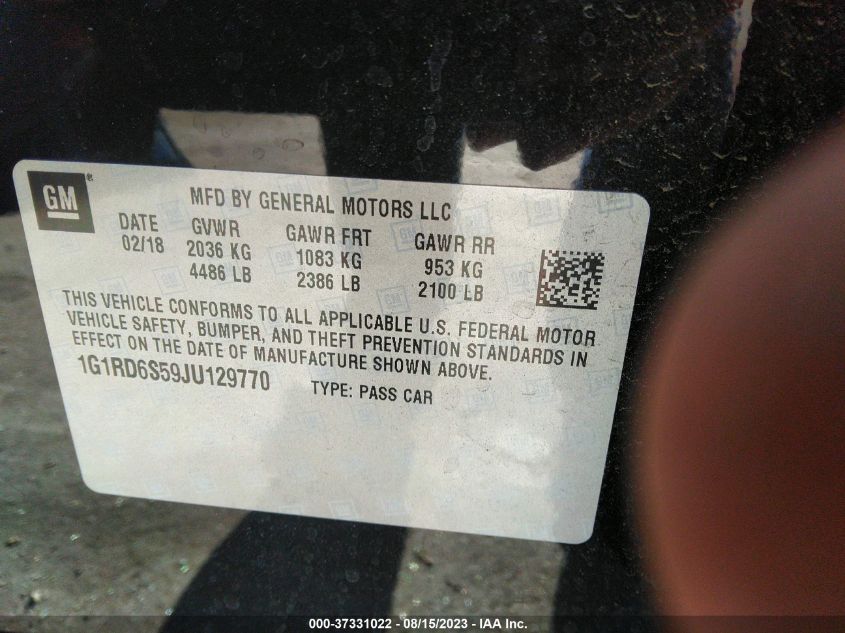 GM ®
MFD BY GENERAL MOTORS LLC
DATE GVWR GAWR FRT GAWR RR
02/18 2036 KG 1083 KG 953 KG
4486 LB 2386 LB 2100 LB
THIS VEHICLE CONFORMS TO ALL APPLICABLE U.S. FEDERAL MOTOR
VEHICLE SAFETY, BUMPER, AND THEFT PREVENTION STANDARDS IN
EFFECT ON THE DATE OF MANUFACTURE SHOWN ABOVE.
1G1RD6S59JU129770 TYPE: PASS CAR
000-37331022 - 08/15/2023 - IAA Inc.